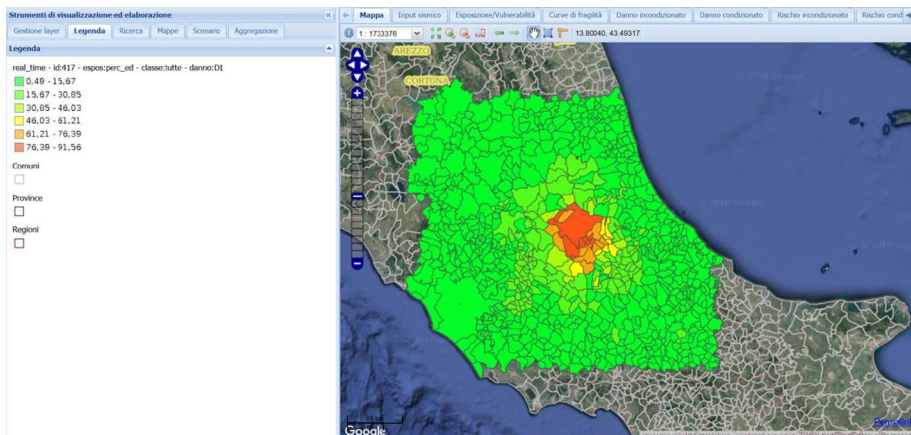 Strumenti di visualizzazione ed elaborazione
Gestione layer Legenda Ricerca Mappe Scenario Aggregazione
Legenda
real_time - id:417 - espos:perc_ed - classe:tutte - danno:D1
0,49 - 15,67
15,67 - 30,85
30,85 - 46,03
46,03 - 61,21
61,21 - 76,39
76,39 - 91,56
Comuni
Province
Regioni
Mappa Input sismico Esposizione/Vulnerabilità Curve di fragilità Danno incondizionato Danno condizionato Rischio incondizionato Rischio cond
1 : 1733376 13.80040, 43.49317
AREZZO
CORTONA
Google
Permalin